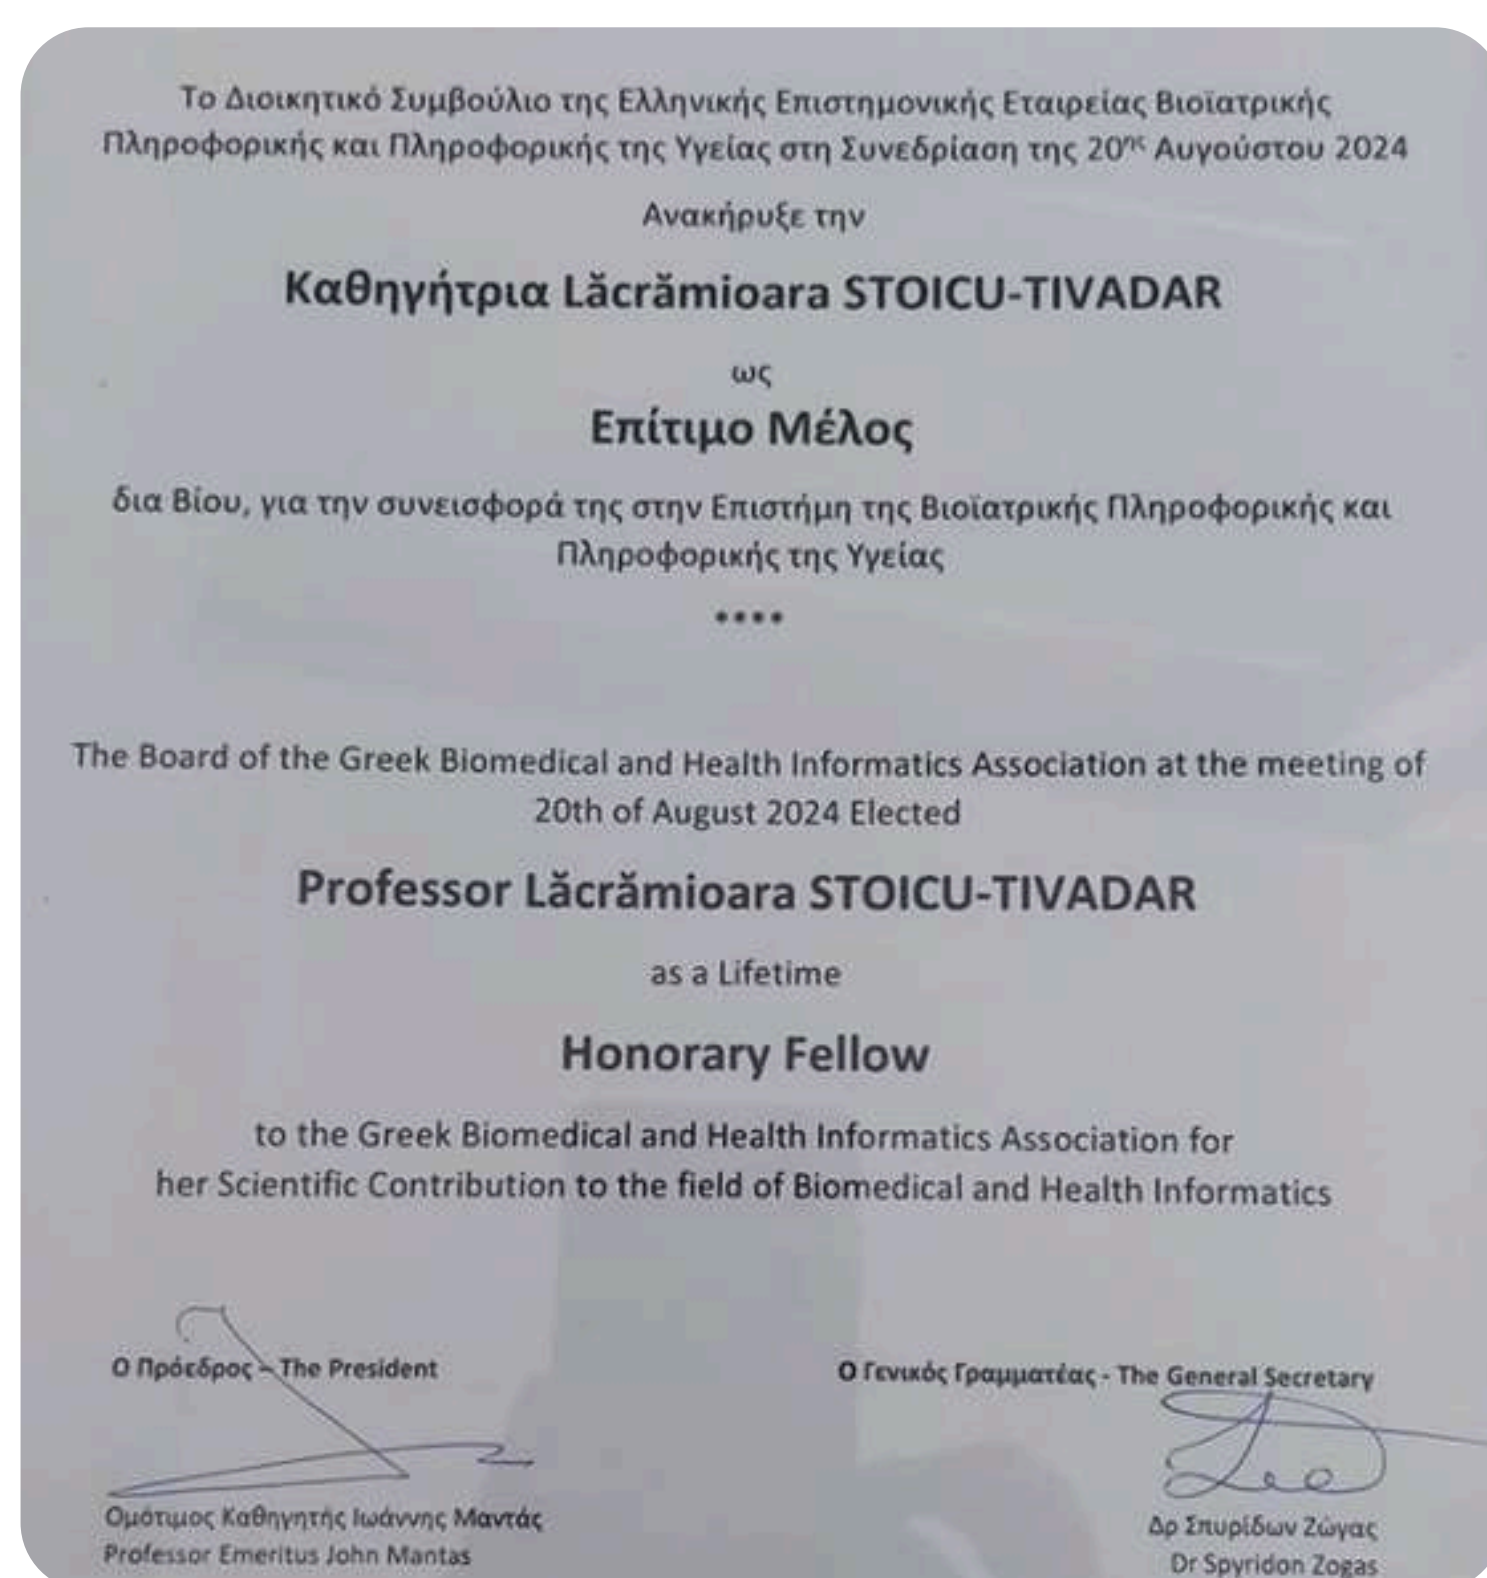 Το Διοικητικό Συμβούλιο της Ελληνικής Επιστημονικής Εταιρείας Βιοϊατρικής
Πληροφορικής και Πληροφορικής της Υγείας στη Συνεδρίαση της 20ης Αυγούστου 2024
Ανακήρυξε την
Καθηγήτρια Lăcrămioara STOICU-TIVADAR
ως
Επίτιμο Μέλος
δια Βίου, για την συνεισφορά της στην Επιστήμη της Βιοϊατρικής Πληροφορικής και
Πληροφορικής της Υγείας
••••
The Board of the Greek Biomedical and Health Informatics Association at the meeting of
20th of August 2024 Elected
Professor Lăcrămioara STOICU-TIVADAR
as a Lifetime
Honorary Fellow
to the Greek Biomedical and Health Informatics Association for
her Scientific Contribution to the field of Biomedical and Health Informatics
Ο Πρόεδρος – The President
Ο Γενικός Γραμματέας - The General Secretary
Ομότιμος Καθηγητής Ιωάννης Μαντάς
Professor Emeritus John Mantas
Δρ Σπυρίδων Ζώγας
Dr Spyridon Zogas